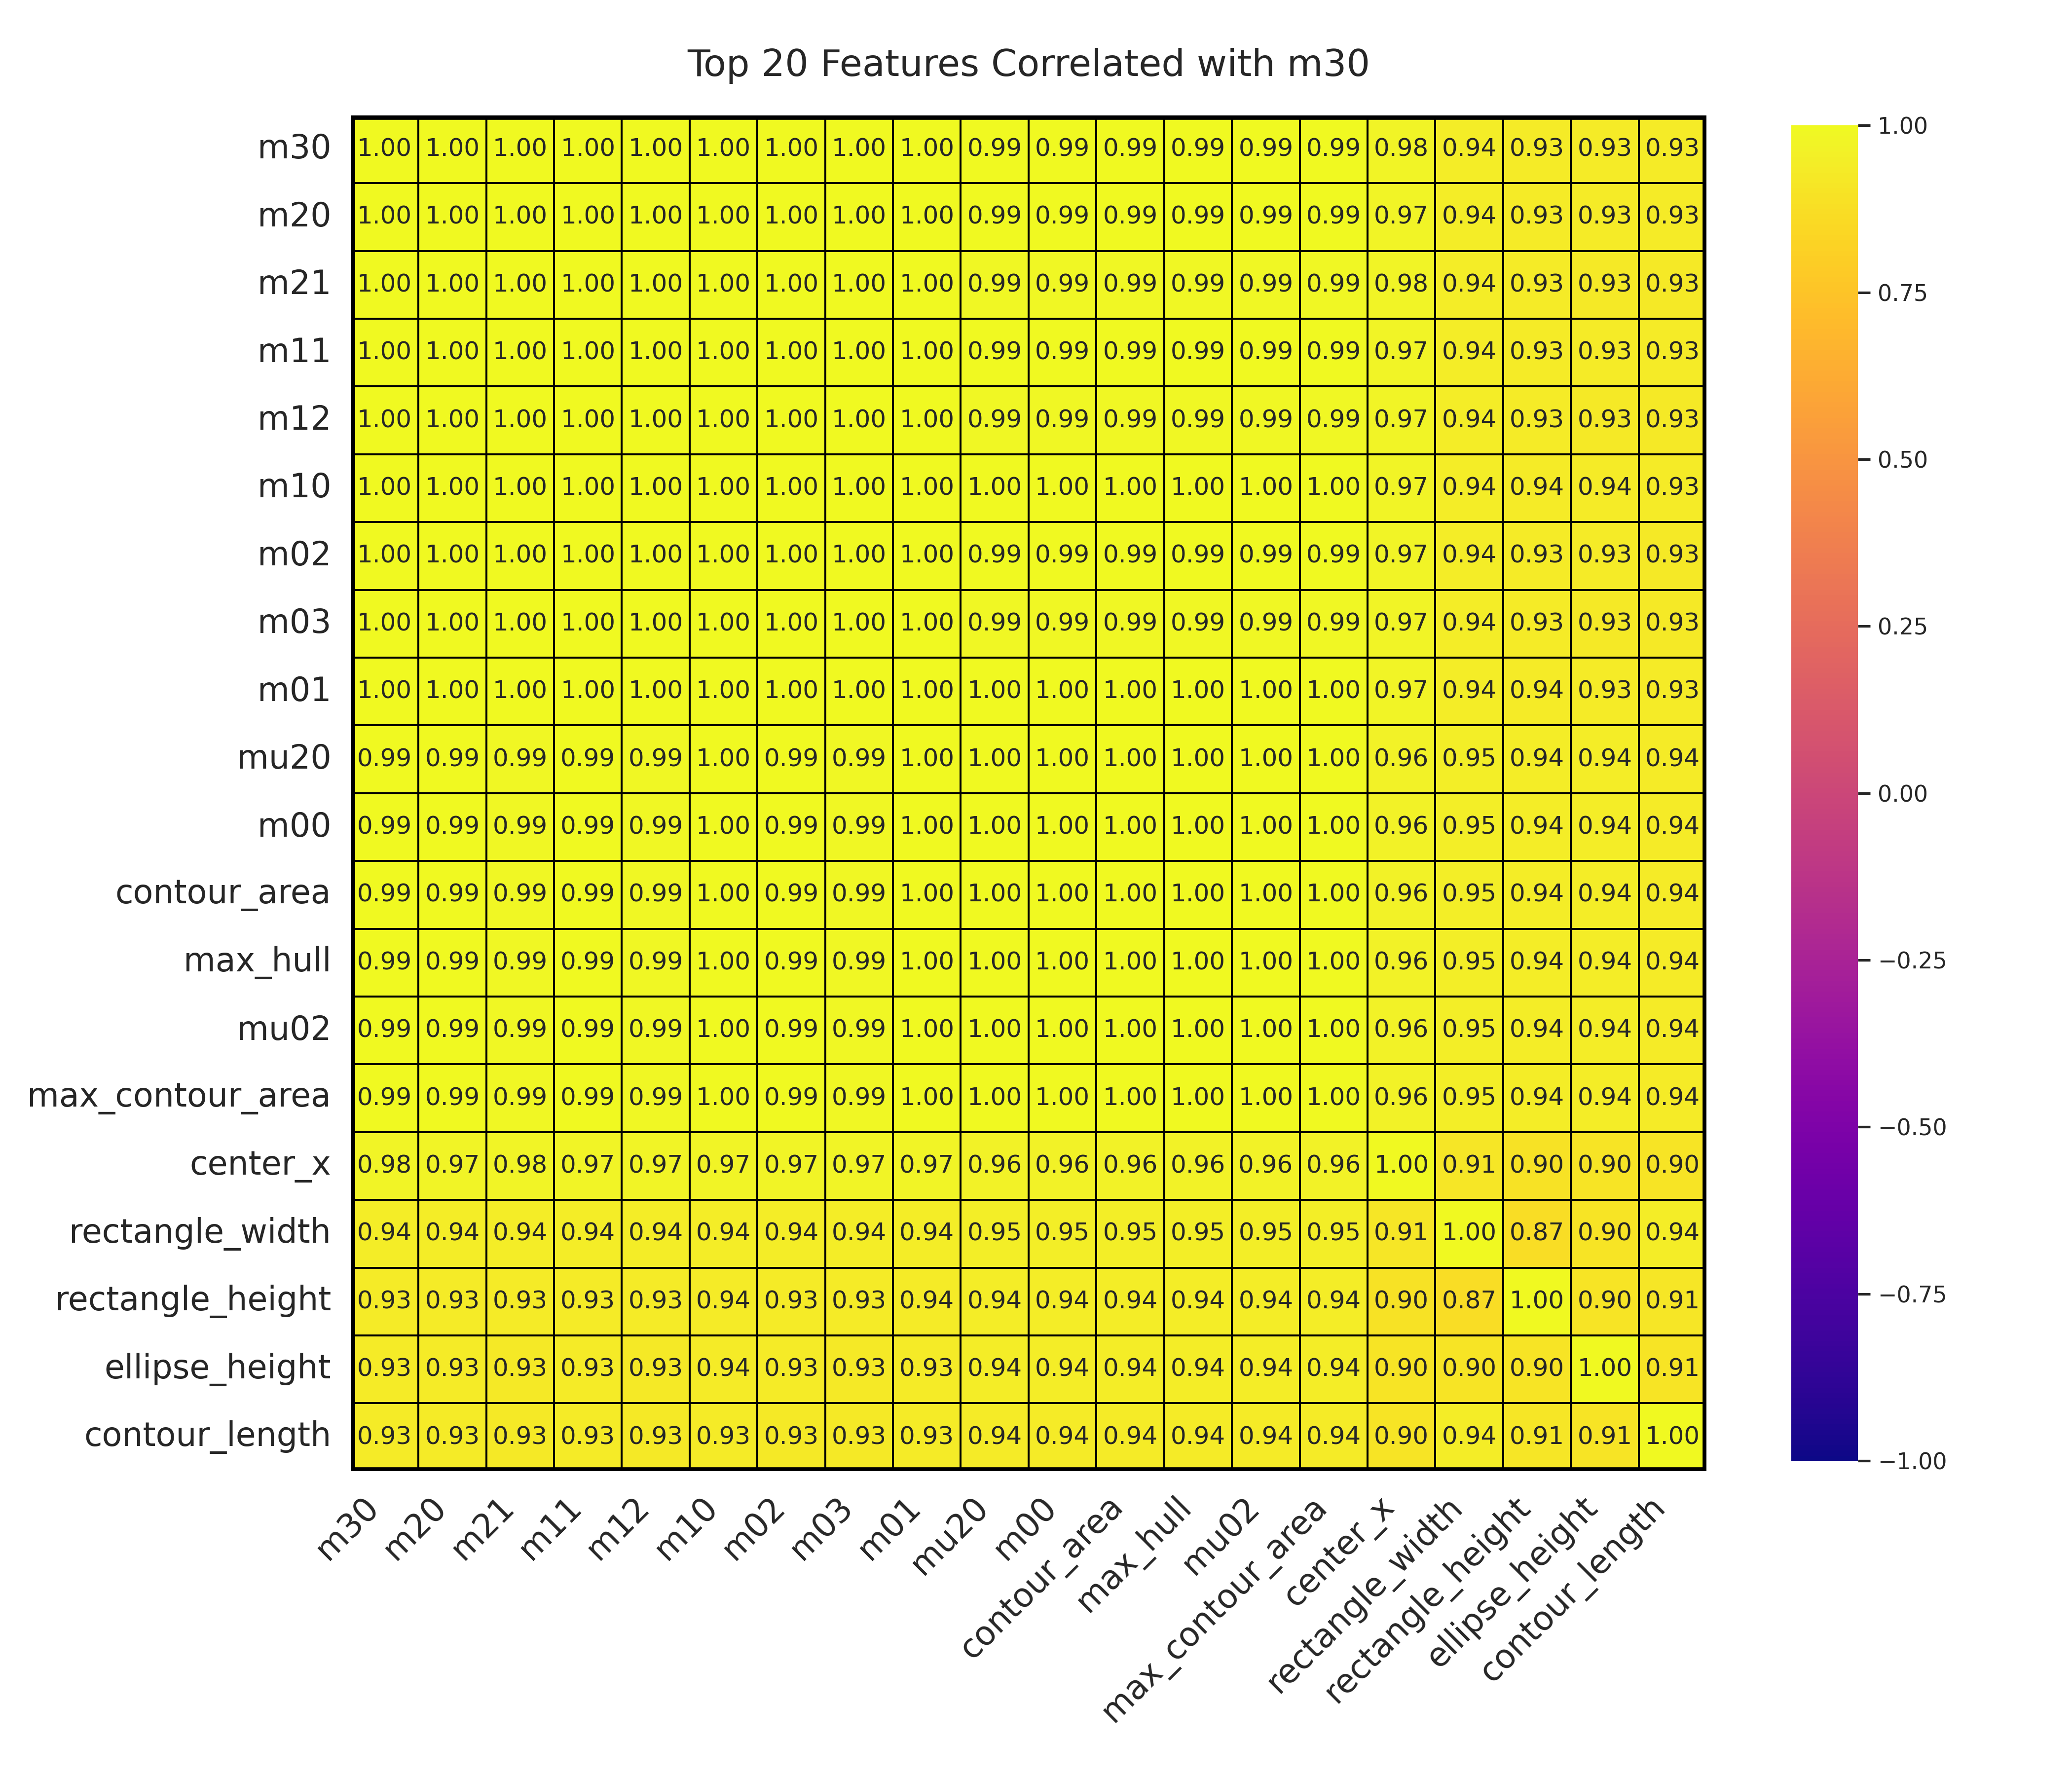 Top 20 Features Correlated with m30
m30 1.00 1.00 1.00 1.00 1.00 1.00 1.00 1.00 1.00 0.99 0.99 0.99 0.99 0.99 0.99 0.98 0.94 0.93 0.93 0.93
m20 1.00 1.00 1.00 1.00 1.00 1.00 1.00 1.00 1.00 0.99 0.99 0.99 0.99 0.99 0.99 0.97 0.94 0.93 0.93 0.93
m21 1.00 1.00 1.00 1.00 1.00 1.00 1.00 1.00 1.00 0.99 0.99 0.99 0.99 0.99 0.99 0.98 0.94 0.93 0.93 0.93
m11 1.00 1.00 1.00 1.00 1.00 1.00 1.00 1.00 1.00 0.99 0.99 0.99 0.99 0.99 0.99 0.97 0.94 0.93 0.93 0.93
m12 1.00 1.00 1.00 1.00 1.00 1.00 1.00 1.00 1.00 0.99 0.99 0.99 0.99 0.99 0.99 0.97 0.94 0.93 0.93 0.93
m10 1.00 1.00 1.00 1.00 1.00 1.00 1.00 1.00 1.00 1.00 1.00 1.00 1.00 1.00 1.00 0.97 0.94 0.94 0.94 0.93
m02 1.00 1.00 1.00 1.00 1.00 1.00 1.00 1.00 1.00 0.99 0.99 0.99 0.99 0.99 0.99 0.97 0.94 0.93 0.93 0.93
m03 1.00 1.00 1.00 1.00 1.00 1.00 1.00 1.00 1.00 0.99 0.99 0.99 0.99 0.99 0.99 0.97 0.94 0.93 0.93 0.93
m01 1.00 1.00 1.00 1.00 1.00 1.00 1.00 1.00 1.00 1.00 1.00 1.00 1.00 1.00 1.00 0.97 0.94 0.94 0.93 0.93
mu20 0.99 0.99 0.99 0.99 0.99 1.00 0.99 0.99 1.00 1.00 1.00 1.00 1.00 1.00 1.00 0.96 0.95 0.94 0.94 0.94
m00 0.99 0.99 0.99 0.99 0.99 1.00 0.99 0.99 1.00 1.00 1.00 1.00 1.00 1.00 1.00 0.96 0.95 0.94 0.94 0.94
contour_area 0.99 0.99 0.99 0.99 0.99 1.00 0.99 0.99 1.00 1.00 1.00 1.00 1.00 1.00 1.00 0.96 0.95 0.94 0.94 0.94
max_hull 0.99 0.99 0.99 0.99 0.99 1.00 0.99 0.99 1.00 1.00 1.00 1.00 1.00 1.00 1.00 0.96 0.95 0.94 0.94 0.94
mu02 0.99 0.99 0.99 0.99 0.99 1.00 0.99 0.99 1.00 1.00 1.00 1.00 1.00 1.00 1.00 0.96 0.95 0.94 0.94 0.94
max_contour_area 0.99 0.99 0.99 0.99 0.99 1.00 0.99 0.99 1.00 1.00 1.00 1.00 1.00 1.00 1.00 0.96 0.95 0.94 0.94 0.94
center_x 0.98 0.97 0.98 0.97 0.97 0.97 0.97 0.97 0.97 0.96 0.96 0.96 0.96 0.96 0.96 1.00 0.91 0.90 0.90 0.90
rectangle_width 0.94 0.94 0.94 0.94 0.94 0.94 0.94 0.94 0.94 0.95 0.95 0.95 0.95 0.95 0.95 0.91 1.00 0.87 0.90 0.94
rectangle_height 0.93 0.93 0.93 0.93 0.93 0.94 0.93 0.93 0.94 0.94 0.94 0.94 0.94 0.94 0.94 0.90 0.87 1.00 0.90 0.91
ellipse_height 0.93 0.93 0.93 0.93 0.93 0.94 0.93 0.93 0.93 0.94 0.94 0.94 0.94 0.94 0.94 0.90 0.90 0.90 1.00 0.91
contour_length 0.93 0.93 0.93 0.93 0.93 0.93 0.93 0.93 0.93 0.94 0.94 0.94 0.94 0.94 0.94 0.90 0.94 0.91 0.91 1.00
m30 m20 m21 m11 m12 m10 m02 m03 m01 mu20 m00 contour_area max_hull mu02 max_contour_area center_x rectangle_width rectangle_height ellipse_height contour_length
1.00
0.75
0.50
0.25
0.00
−0.25
−0.50
−0.75
−1.00